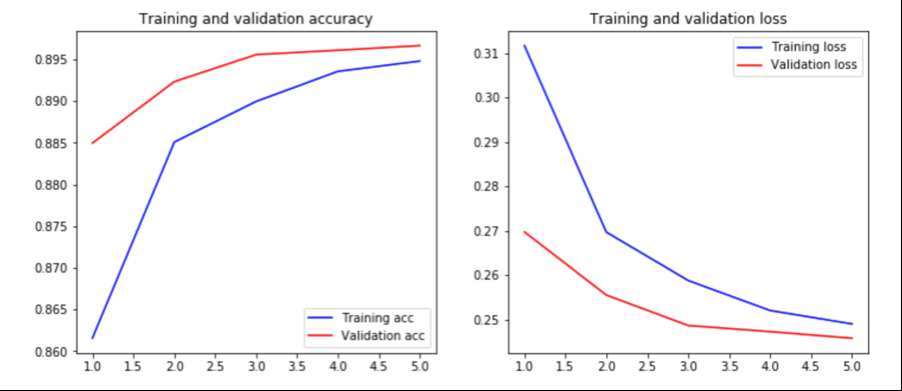 Training and validation accuracy
0.895
0.890
0.885
0.880
0.875
0.870
0.865
0.860
Training acc
Validation acc
1.0 1.5 2.0 2.5 3.0 3.5 4.0 4.5 5.0
Training and validation loss
0.31
0.30
0.29
0.28
0.27
0.26
0.25
Training loss
Validation loss
1.0 1.5 2.0 2.5 3.0 3.5 4.0 4.5 5.0